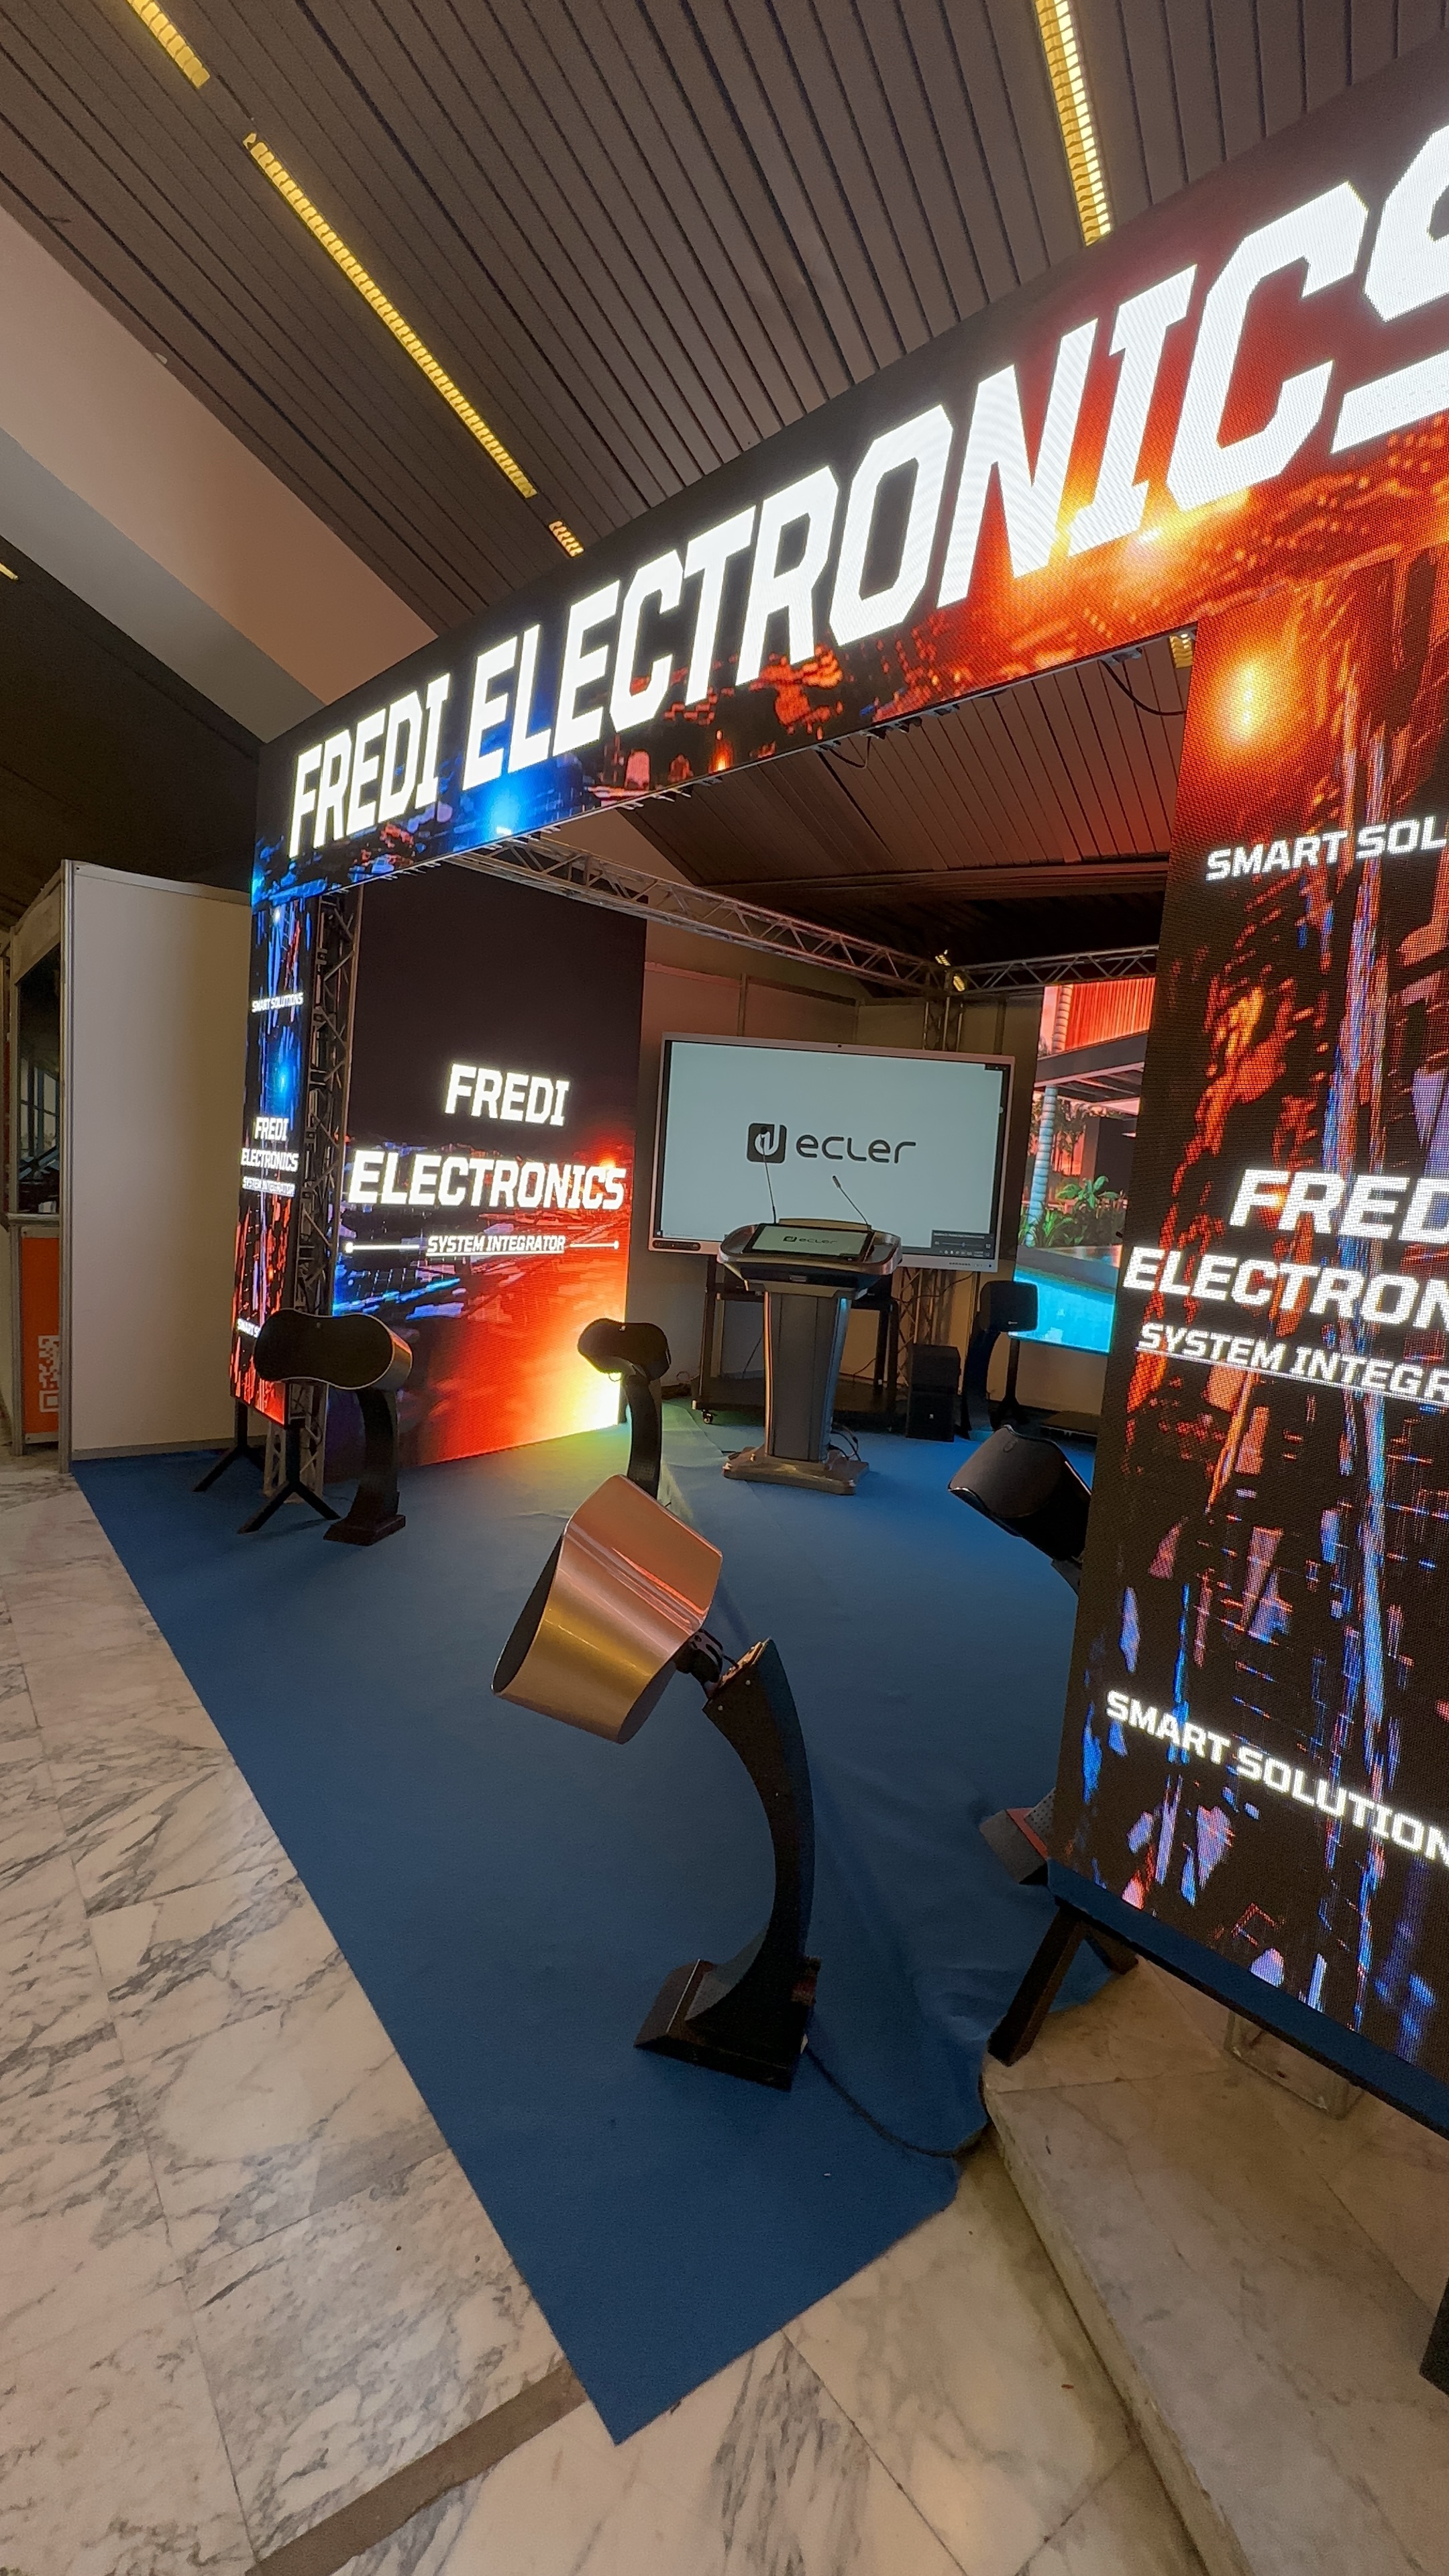 FREDI ELECTRONICS
SMART SOLUTIONS
FREDI
ELECTRONICS
SYSTEM INTEGRATOR
FREDI
ELECTRONICS
SYSTEM INTEGRATOR
ecler
ecler
SMART SOL
FRED
ELECTRON
SYSTEM INTEGR
SMART SOLUTION